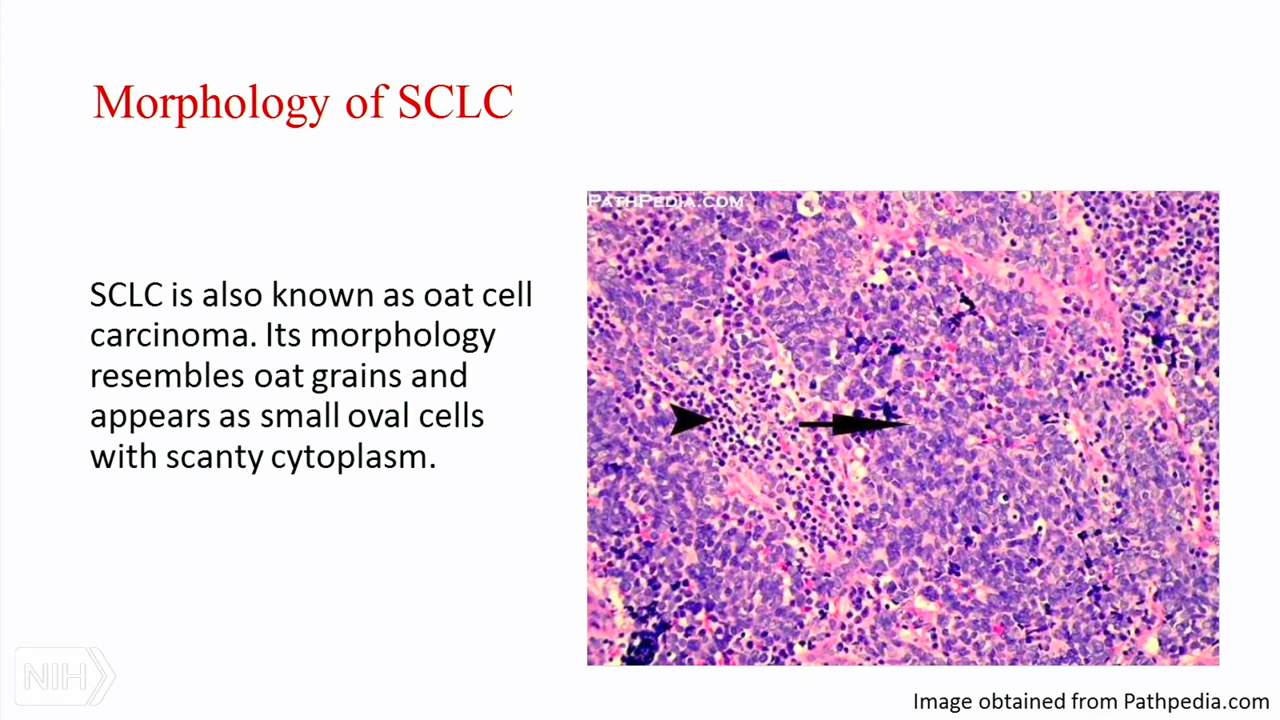 Morphology of SCLC
PATHPEDIA.COM
SCLC is also known as oat cell
carcinoma. Its morphology
resembles oat grains and
appears as small oval cells
with scanty cytoplasm.
NIH
Image obtained from Pathpedia.com